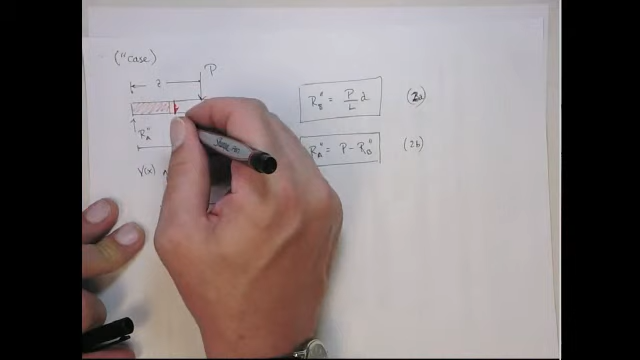 ("case)
P
z
R_B" = P/L z (2a)
R_A"
R_A" = P - R_B" (2b)
V(x)